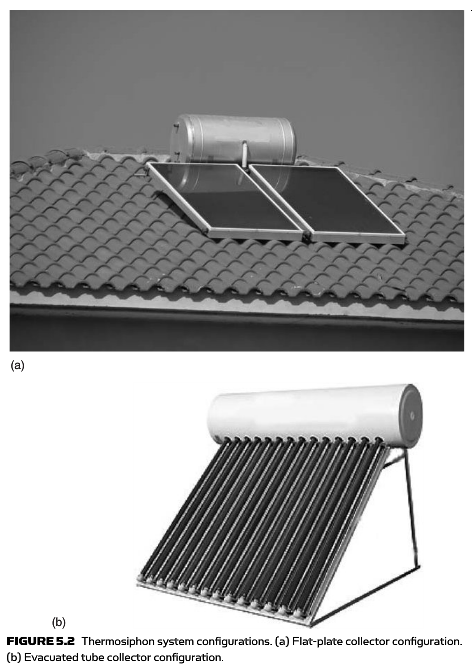 (a)
(b)
FIGURE 5.2 Thermosiphon system configurations. (a) Flat-plate collector configuration.
(b) Evacuated tube collector configuration.